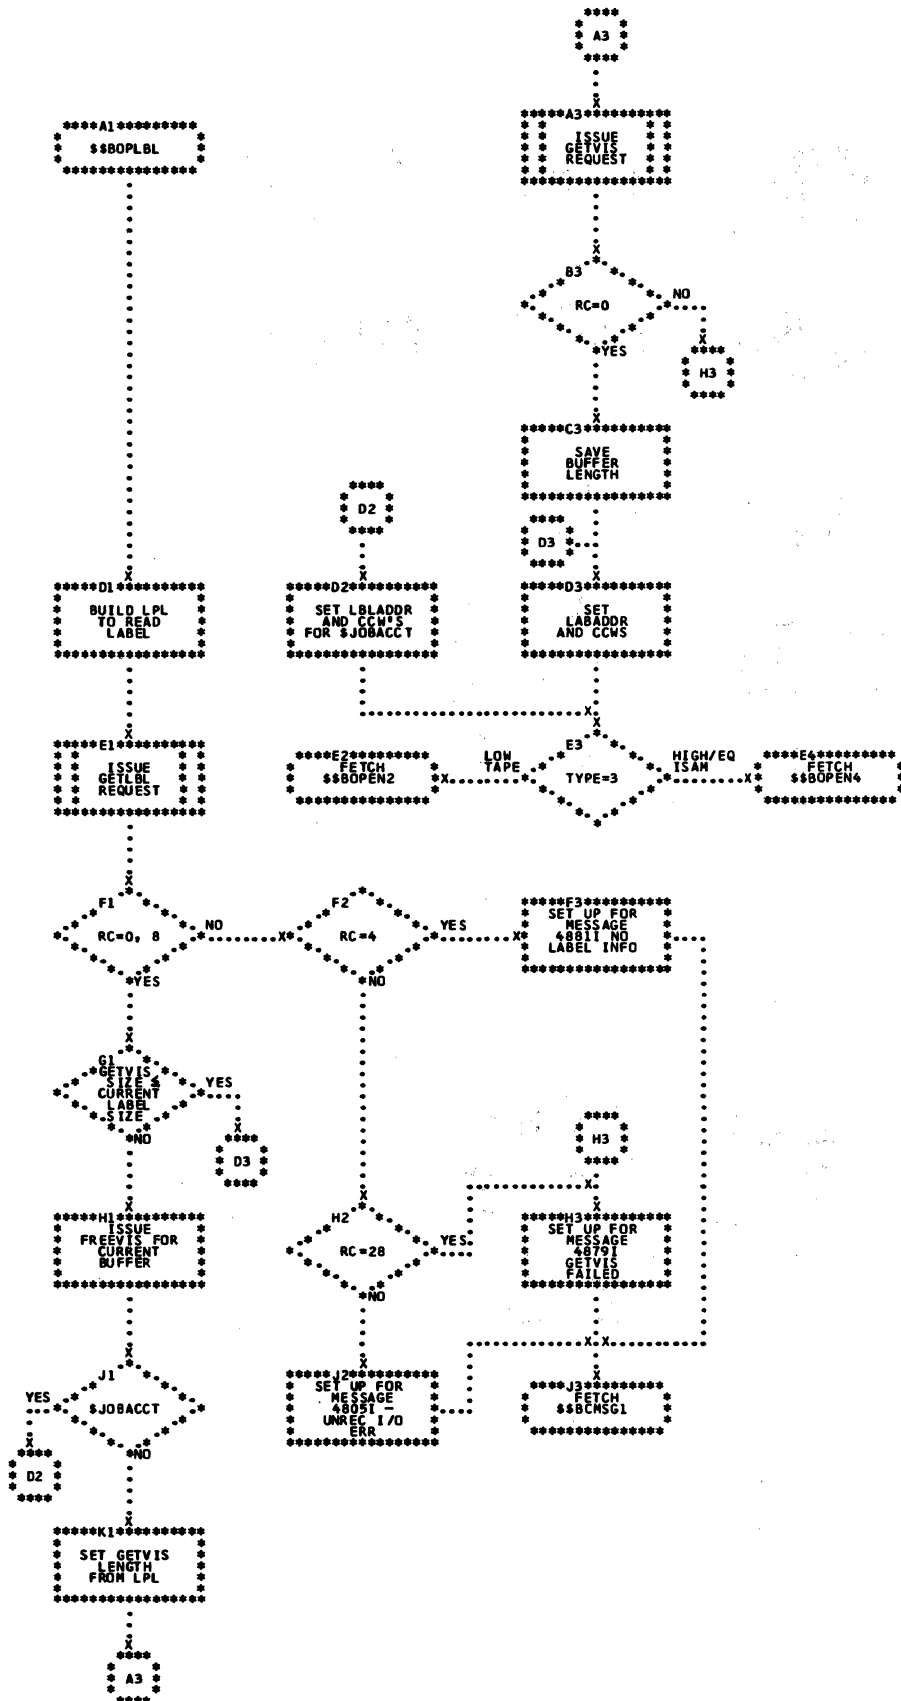 A3
A1
$$BOPLBL
A3
ISSUE
GETVIS
REQUEST
B3
RC=0
NO
YES
H3
C3
SAVE
BUFFER
LENGTH
D2
D3
D1
BUILD LPL
TO READ
LABEL
D2
SET LBLADDR
AND CCW'S
FOR $JOBACCT
D3
SET
LABADDR
AND CCWS
E1
ISSUE
GETLBL
REQUEST
E2
FETCH
$$BOPEN2
LOW
TAPE
E3
TYPE=3
HIGH/EQ
ISAM
E4
FETCH
$$BOPEN4
F1
RC=0, 8
NO
YES
F2
RC=4
YES
NO
F3
SET UP FOR
MESSAGE
4881I NO
LABEL INFO
G1
GETVIS
SIZE ≤
CURRENT
LABEL
SIZE
YES
NO
D3
H3
H1
ISSUE
FREEVIS FOR
CURRENT
BUFFER
H2
RC=28
YES
NO
H3
SET UP FOR
MESSAGE
4879I
GETVIS
FAILED
J1
$JOBACCT
YES
NO
D2
J2
SET UP FOR
MESSAGE
4805I -
UNREC I/O
ERR
J3
FETCH
$$BCMSG1
K1
SET GETVIS
LENGTH
FROM LPL
A3